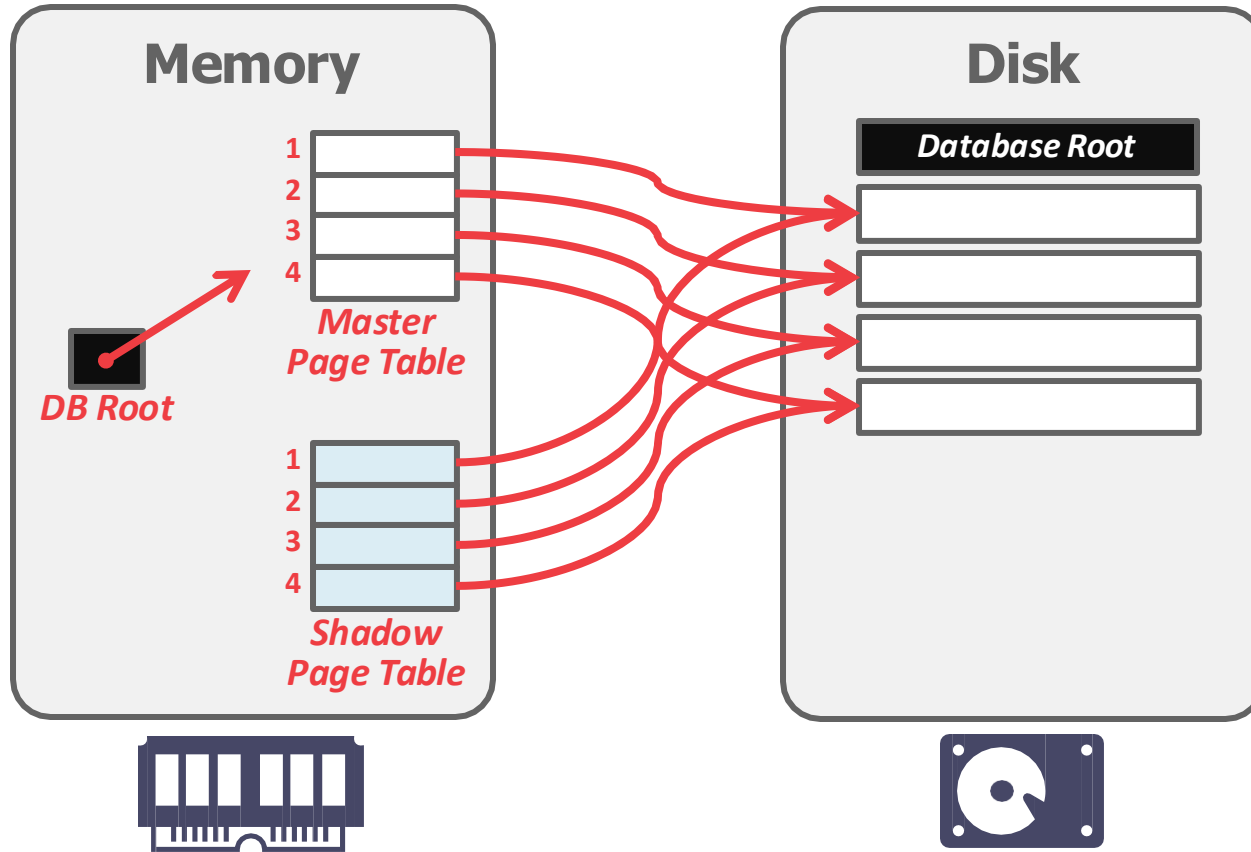 Memory
1
2
3
4
Master
Page Table
DB Root
1
2
3
4
Shadow
Page Table
Disk
Database Root